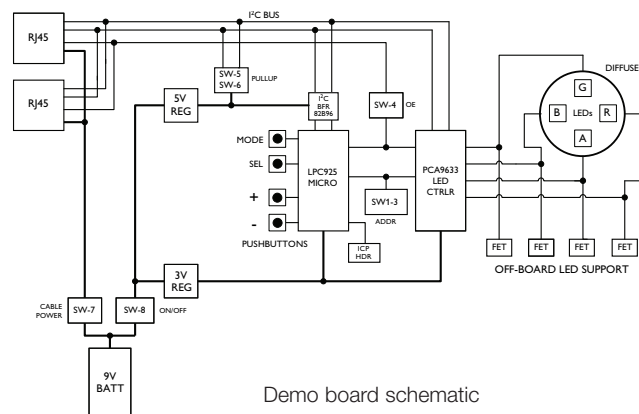 I²C BUS
RJ45
RJ45
SW-5
SW-6
PULLUP
5V
REG
I²C
BFR
82B96
SW-4
OE
MODE
SEL
+
-
PUSHBUTTONS
LPC925
MICRO
SW1-3
ADDR
ICP
HDR
PCA9633
LED
CTRLR
DIFFUSE
G
B
LEDs
R
A
FET
FET
FET
FET
OFF-BOARD LED SUPPORT
3V
REG
CABLE
POWER
SW-7
SW-8
ON/OFF
9V
BATT
Demo board schematic